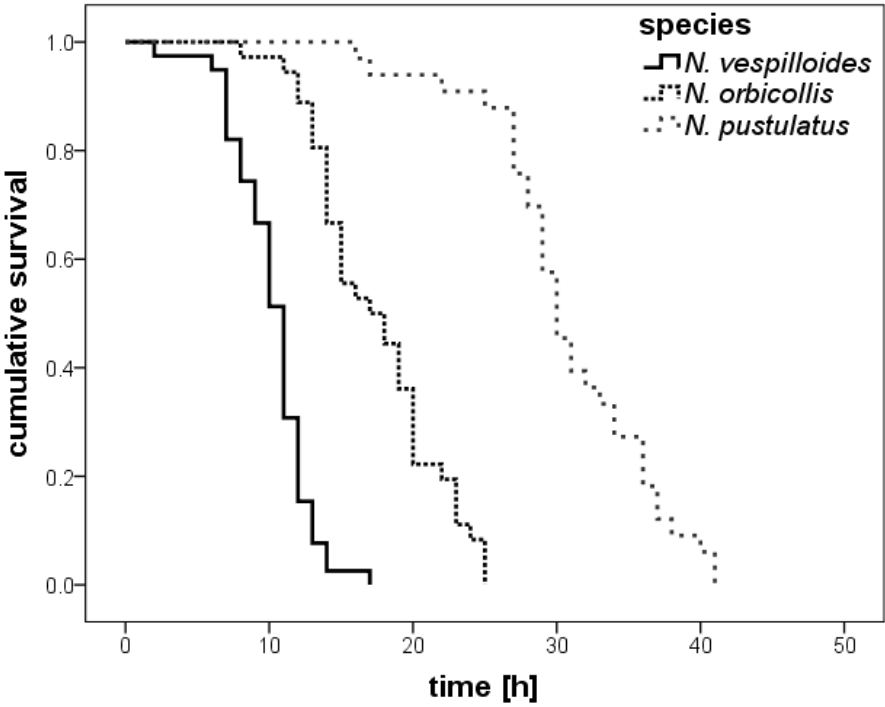 species
N. vespilloides
N. orbicollis
N. pustulatus
cumulative survival
1.0
0.8
0.6
0.4
0.2
0.0
0 10 20 30 40 50
time [h]